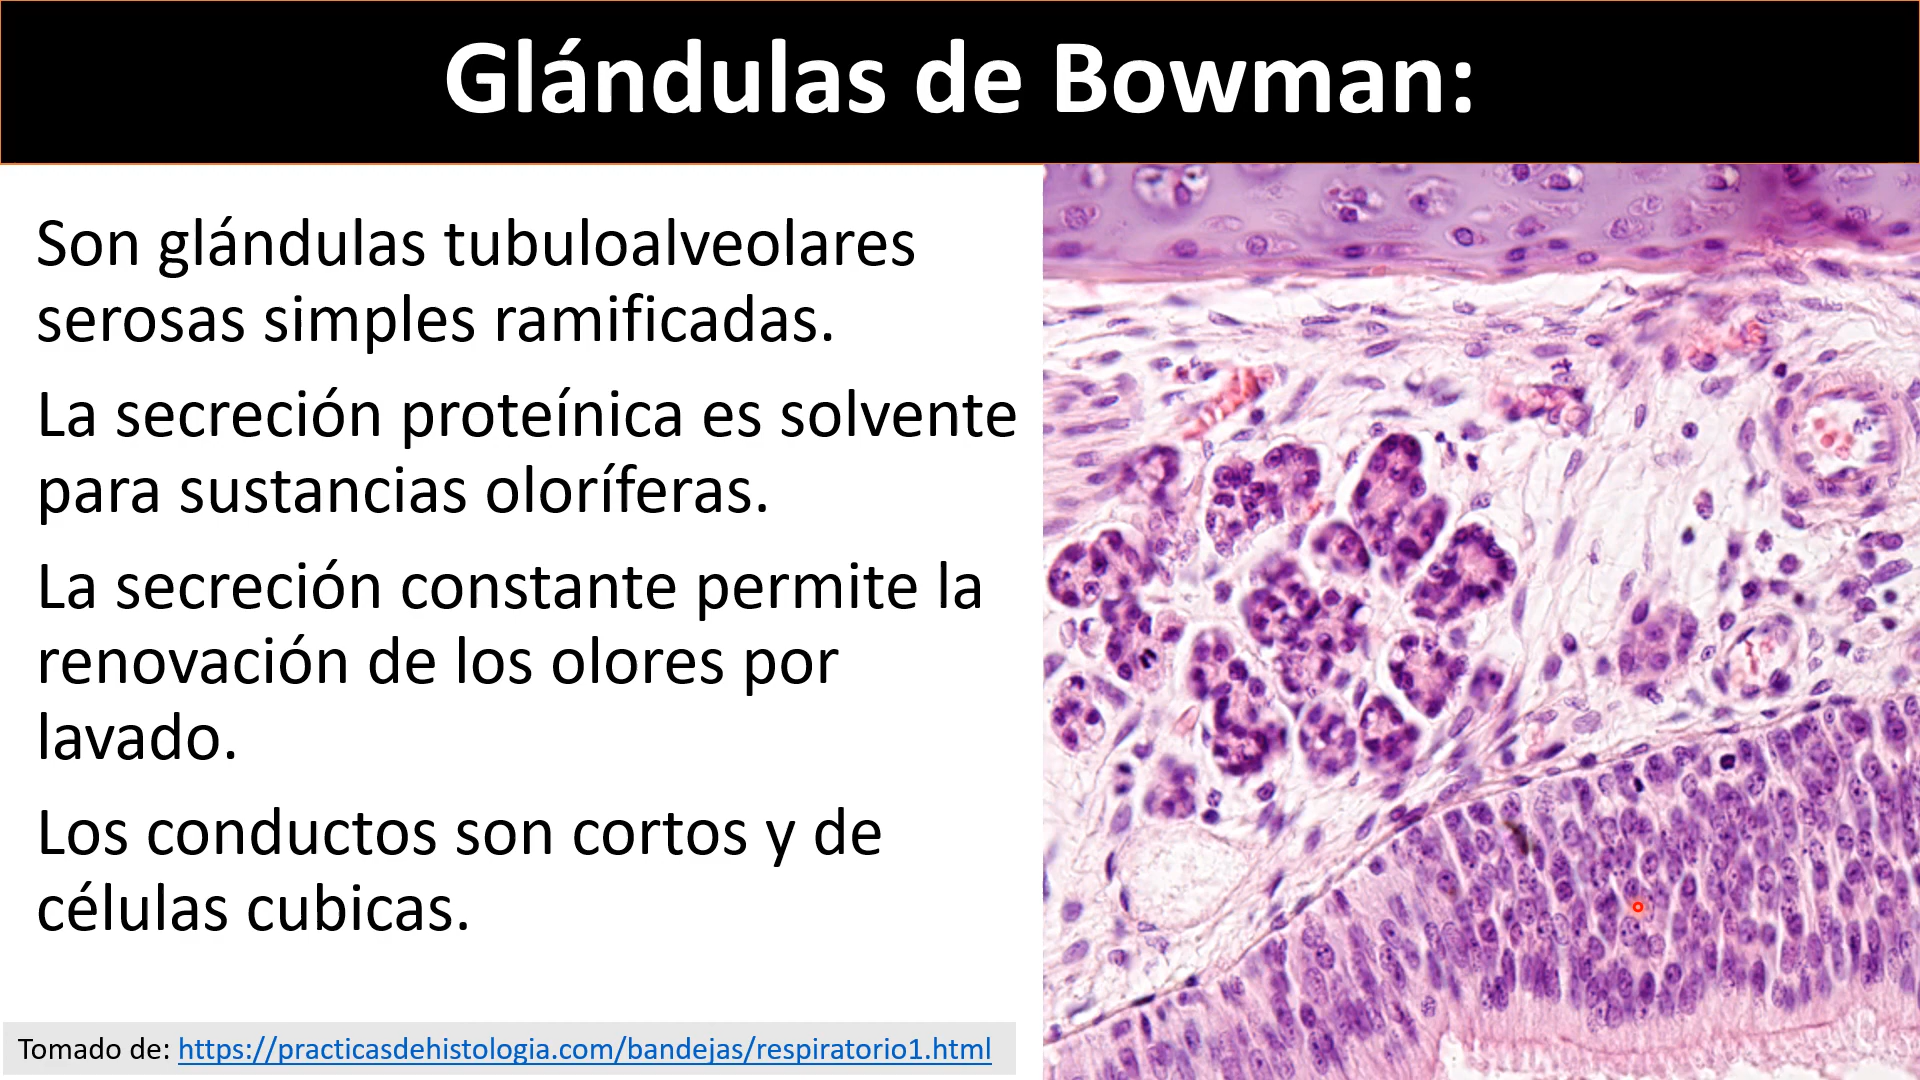 Glándulas de Bowman:
Son glándulas tubuloalveolares
serosas simples ramificadas.
La secreción proteínica es solvente
para sustancias oloríferas.
La secreción constante permite la
renovación de los olores por
lavado.
Los conductos son cortos y de
células cubicas.
Tomado de: https://practicasdehistologia.com/bandejas/respiratorio1.html